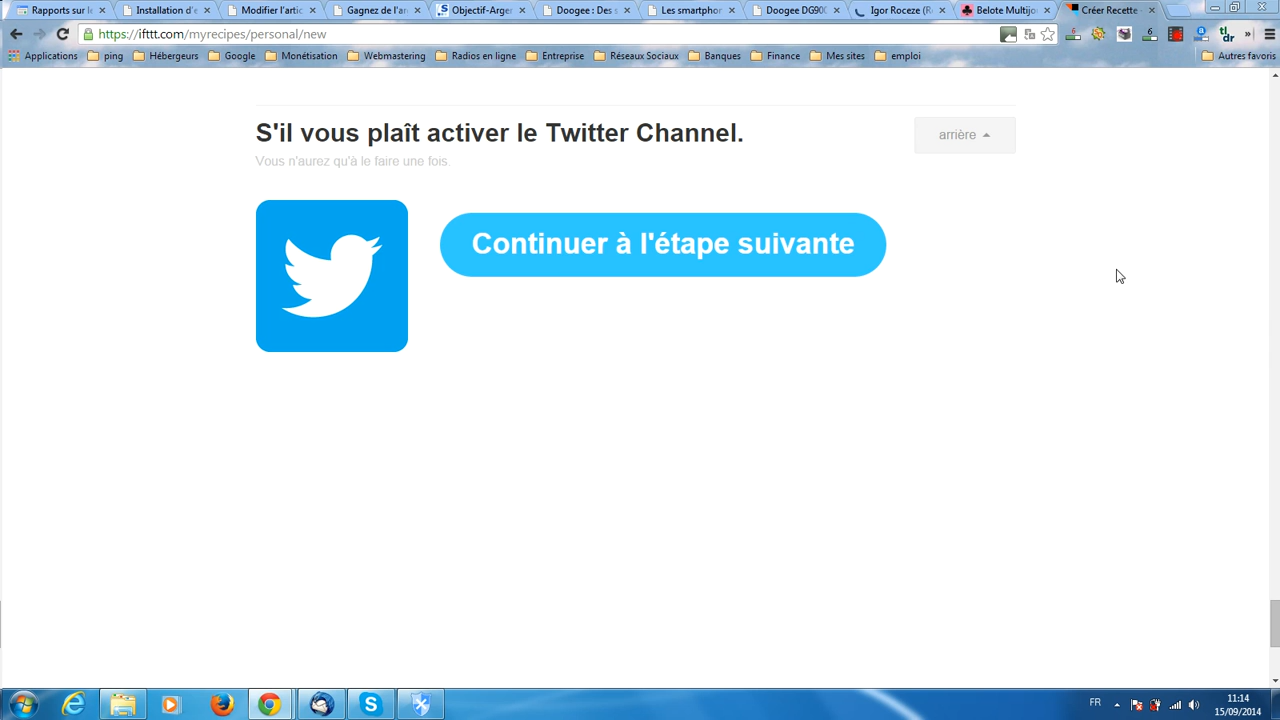 Rapports sur le
Installation d'e
Modifier l'artic
Gagnez de l'ar
Objectif-Argen
Doogee : Des s
Les smartphon
Doogee DG900
Igor Roceze (R
Belote Multijo
Créer Recette
https://ifttt.com/myrecipes/personal/new
Applications ping Hébergeurs Google Monétisation Webmastering Radios en ligne Entreprise Réseaux Sociaux Banques Finance Mes sites emploi Autres favoris
S'il vous plaît activer le Twitter Channel.
arrière
Vous n'aurez qu'à le faire une fois.
Continuer à l'étape suivante
FR
11:14
15/09/2014